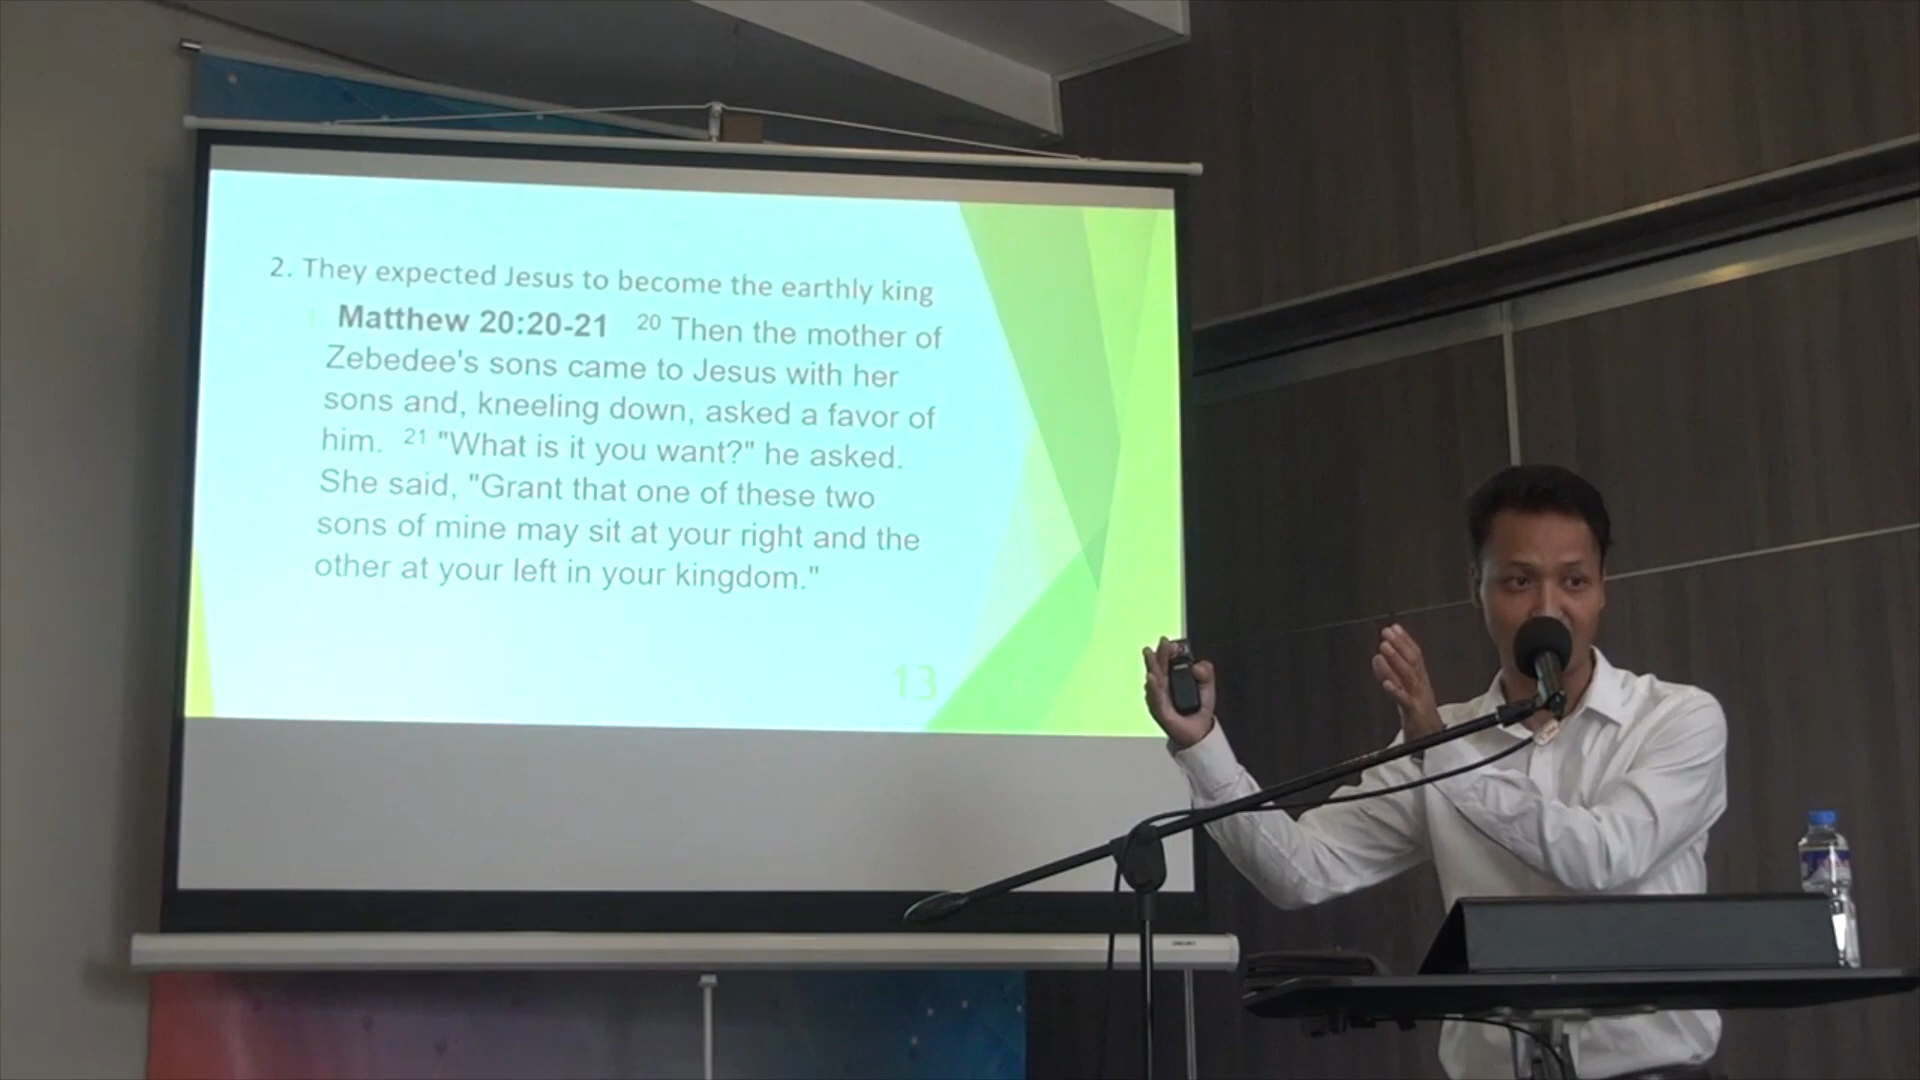 2. They expected Jesus to become the earthly king
Matthew 20:20-21 20 Then the mother of
Zebedee's sons came to Jesus with her
sons and, kneeling down, asked a favor of
him. 21 "What is it you want?" he asked.
She said, "Grant that one of these two
sons of mine may sit at your right and the
other at your left in your kingdom."
13